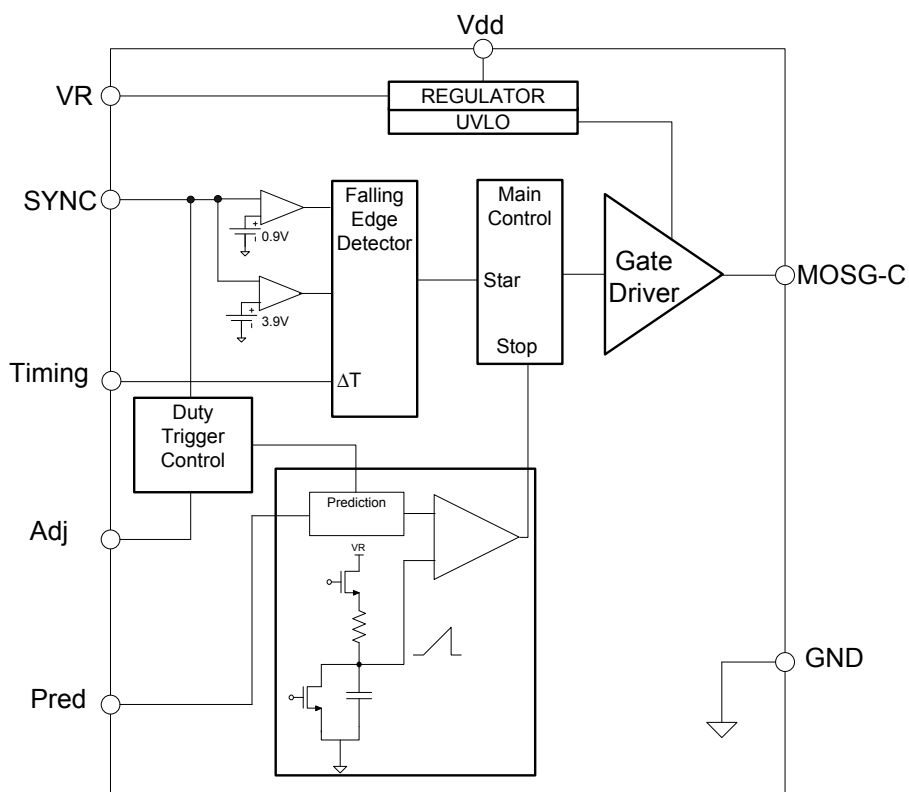 Vdd
VR
REGULATOR
UVLO
SYNC
0.9V
3.9V
Falling
Edge
Detector
ΔT
Main
Control
Star
Stop
Gate
Driver
MOSG-C
Timing
Duty
Trigger
Control
Adj
Prediction
VR
Pred
GND